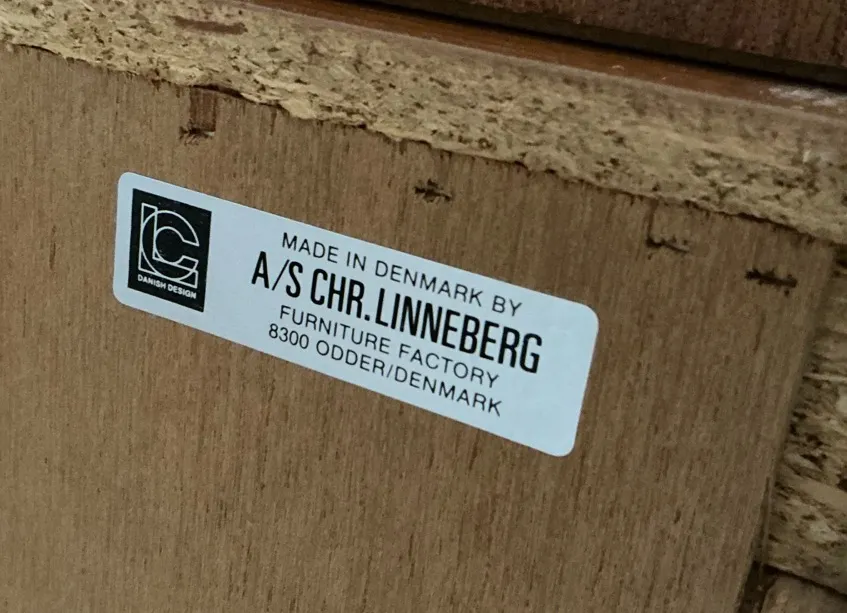 LC
DANISH DESIGN
MADE IN DENMARK BY
A/S CHR. LINNEBERG
FURNITURE FACTORY
8300 ODDER/DENMARK